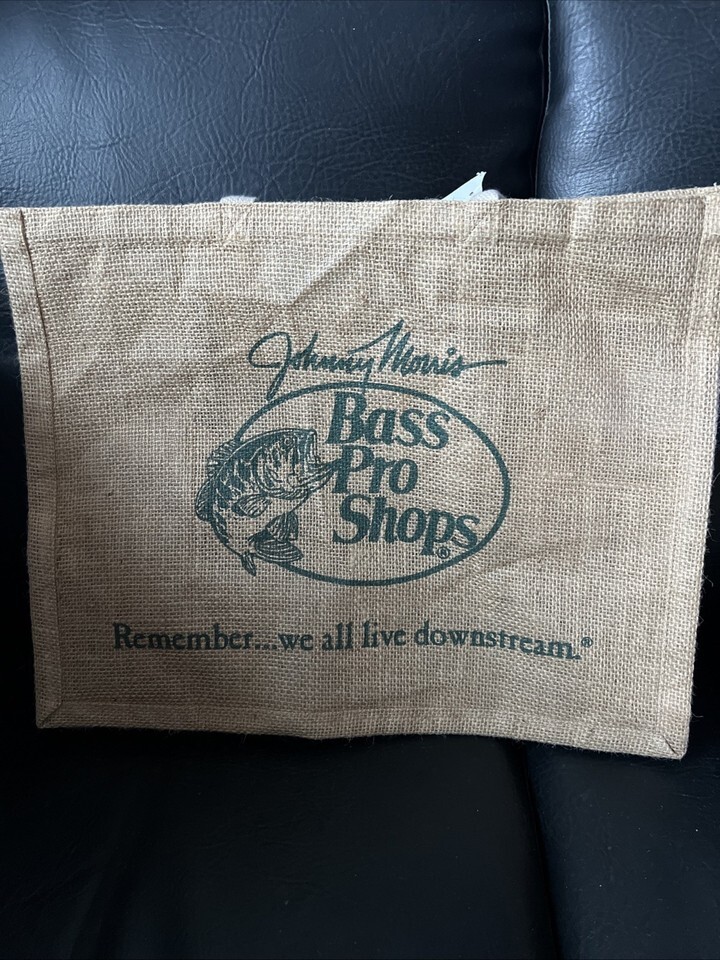 Johnny Morris
Bass
Pro
Shops®
Remember...we all live downstream.®